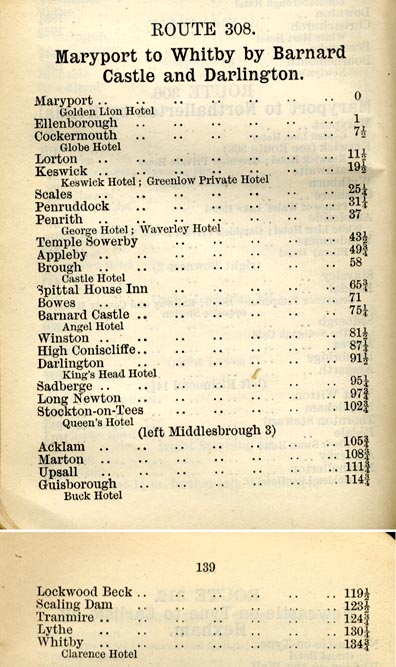 ROUTE 308.
Maryport to Whitby by Barnard
Castle and Darlington.
Maryport .. .. .. .. .. .. 0
Golden Lion Hotel
Ellenborough .. .. .. .. .. 1
Cockermouth .. .. .. .. .. 7½
Globe Hotel
Lorton .. .. .. .. .. .. 11½
Keswick .. .. .. .. .. .. 19½
Keswick Hotel; Greenlow Private Hotel
Scales .. .. .. .. .. .. 25¼
Penruddock .. .. .. .. .. 31¼
Penrith .. .. .. .. .. .. 37
George Hotel; Waverley Hotel
Temple Sowerby .. .. .. .. .. 43½
Appleby .. .. .. .. .. .. 49¾
Brough .. .. .. .. .. .. 58
Castle Hotel
Spittal House Inn .. .. .. .. 65¾
Bowes .. .. .. .. .. .. 71
Barnard Castle .. .. .. .. .. 75¼
Angel Hotel
Winston .. .. .. .. .. .. 81½
High Coniscliffe .. .. .. .. .. 87¼
Darlington .. .. .. .. .. 91½
King's Head Hotel
Sadberge .. .. .. .. .. .. 95¼
Long Newton .. .. .. .. .. 97¾
Stockton-on-Tees .. .. .. .. 102¾
Queen's Hotel
(left Middlesbrough 3)
Acklam .. .. .. .. .. .. 105¾
Marton .. .. .. .. .. .. 108¾
Upsall .. .. .. .. .. .. 111¾
Guisborough .. .. .. .. .. 114¾
Buck Hotel
139
Lockwood Beck .. .. .. .. .. 119½
Scaling Dam .. .. .. .. .. 123½
Tranmire .. .. .. .. .. .. 124¾
Lythe .. .. .. .. .. .. 130¼
Whitby .. .. .. .. .. .. 134¾
Clarence Hotel